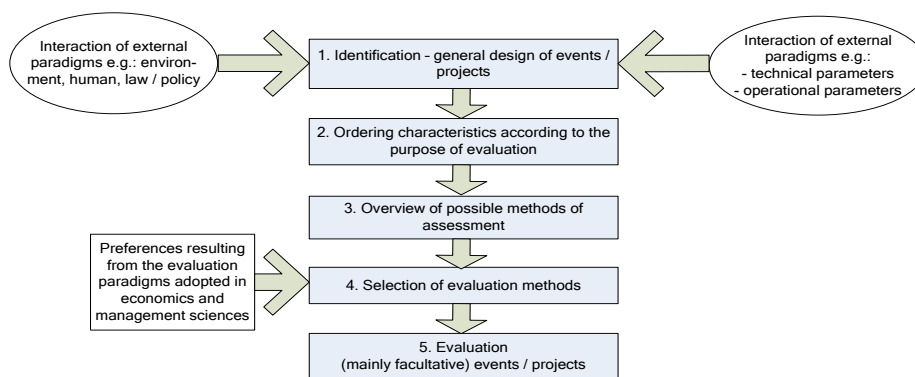 Interaction of external
paradigms e.g.: environ-
ment, human, law / policy
1. Identification - general design of events /
projects
Interaction of external
paradigms e.g.:
- technical parameters
- operational parameters
2. Ordering characteristics according to the
purpose of evaluation
3. Overview of possible methods of
assessment
Preferences resulting
from the evaluation
paradigms adopted in
economics and
management sciences
4. Selection of evaluation methods
5. Evaluation
(mainly facultative) events / projects